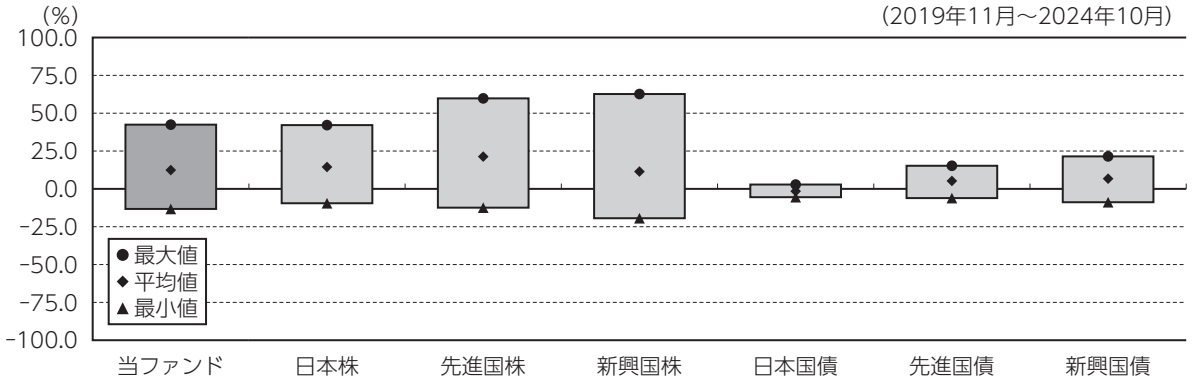 (%)
(2019年11月～2024年10月)
100.0
75.0
50.0
25.0
0.0
-25.0
-50.0
-75.0
-100.0
●最大値
◆平均値
▲最小値
当ファンド 日本株 先進国株 新興国株 日本国債 先進国債 新興国債